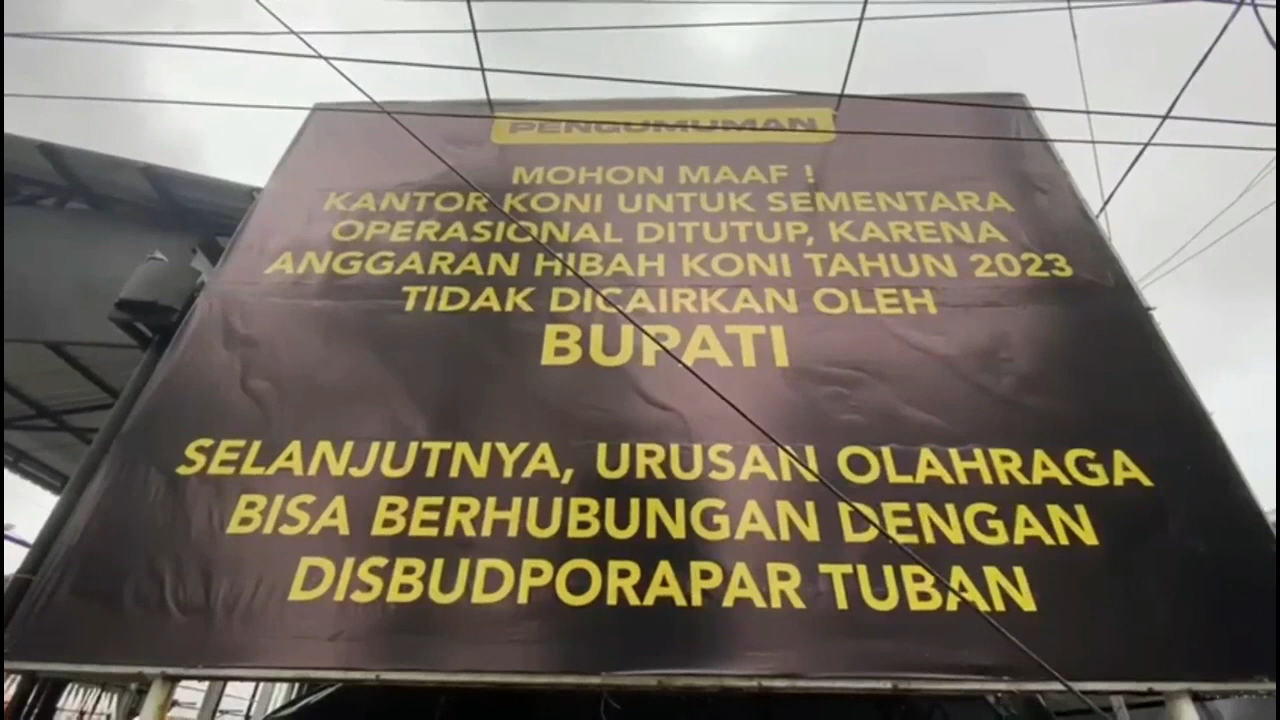 PENGUMUMAN
MOHON MAAF !
KANTOR KONI UNTUK SEMENTARA
OPERASIONAL DITUTUP, KARENA
ANGGARAN HIBAH KONI TAHUN 2023
TIDAK DICAIRKAN OLEH
BUPATI
SELANJUTNYA, URUSAN OLAHRAGA
BISA BERHUBUNGAN DENGAN
DISBUDPORAPAR TUBAN